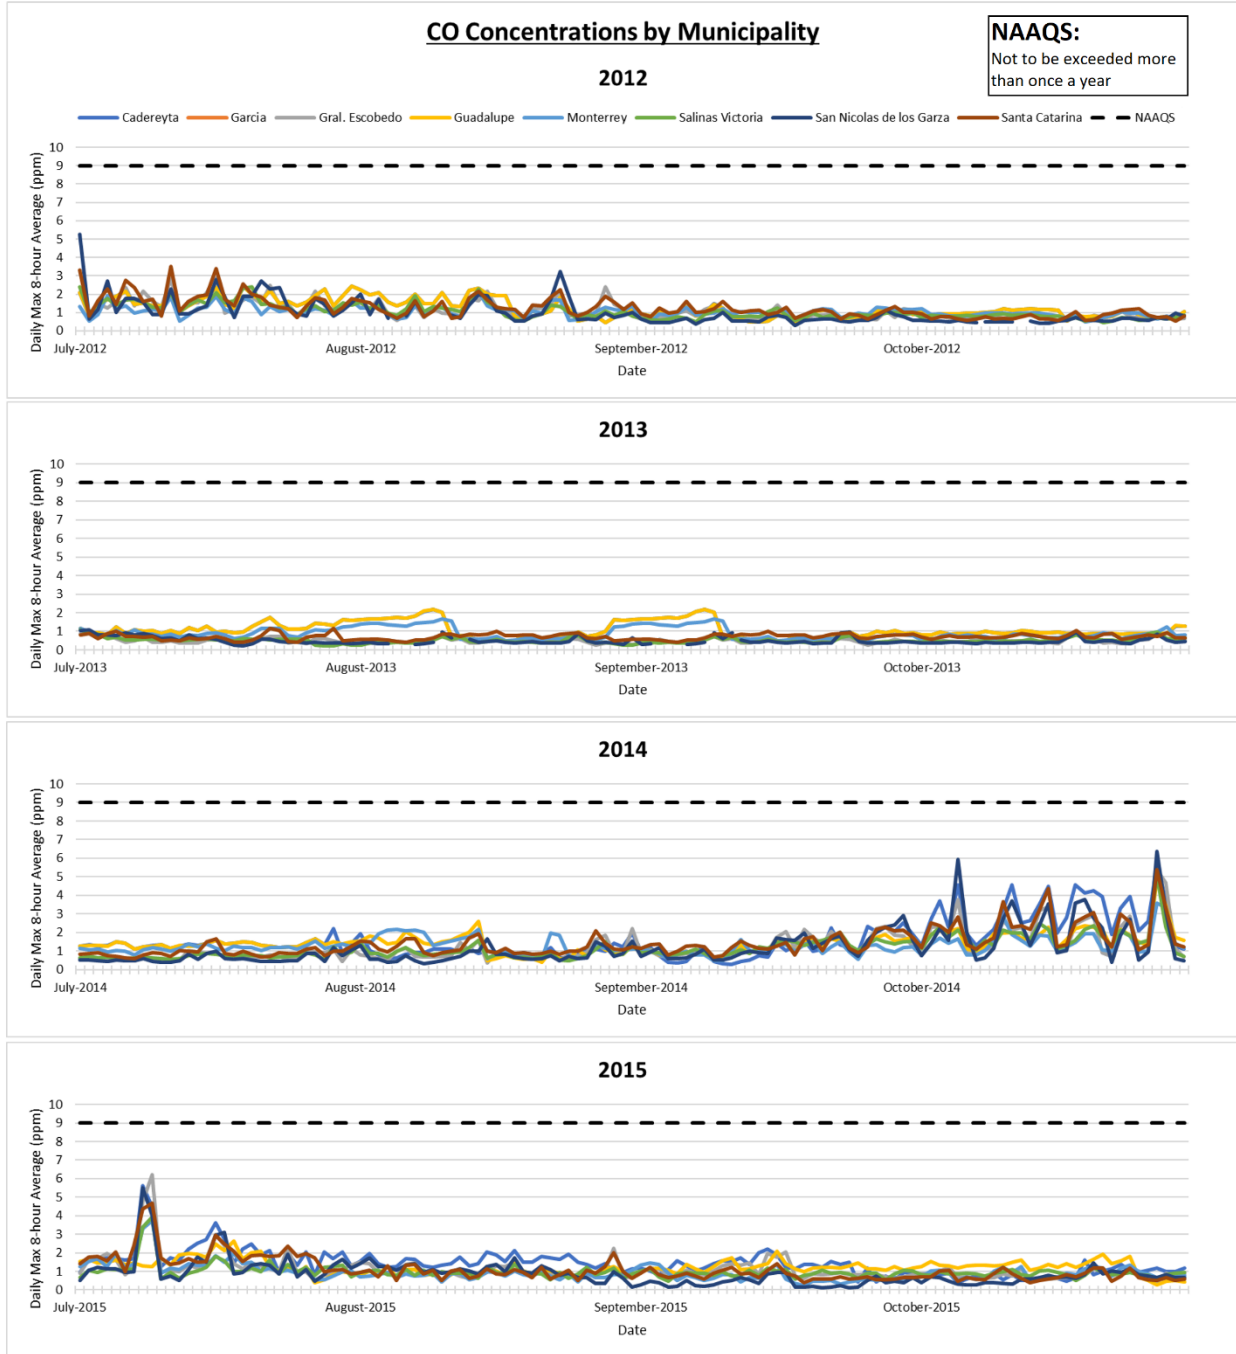 CO Concentrations by Municipality
NAAQS:
Not to be exceeded more
than once a year
2012
Cadereyta Garcia Gral. Escobedo Guadalupe Monterrey Salinas Victoria San Nicolas de los Garza Santa Catarina NAAQS
Daily Max 8-hour Average (ppm)
10
9
8
7
6
5
4
3
2
1
0
July-2012 August-2012 September-2012 October-2012
Date
2013
Daily Max 8-hour Average (ppm)
10
9
8
7
6
5
4
3
2
1
0
July-2013 August-2013 September-2013 October-2013
Date
2014
Daily Max 8-hour Average (ppm)
10
9
8
7
6
5
4
3
2
1
0
July-2014 August-2014 September-2014 October-2014
Date
2015
Daily Max 8-hour Average (ppm)
10
9
8
7
6
5
4
3
2
1
0
July-2015 August-2015 September-2015 October-2015
Date